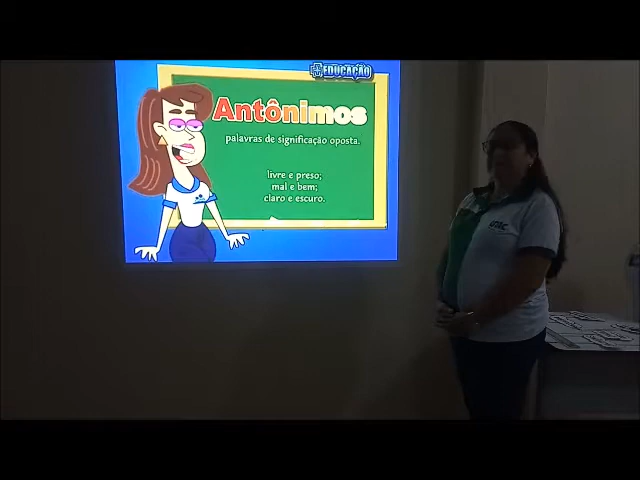 EDUCAÇÃO
Antônimos
palavras de significação oposta.
livre e preso;
mal e bem;
claro e escuro.